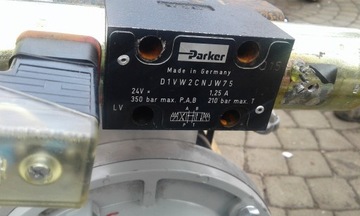 Parker
Made in Germany
D1VW2CNJW75
24V = 1,25 A
350 bar max. P,A,B 210 bar max. T
LV
A B
P T